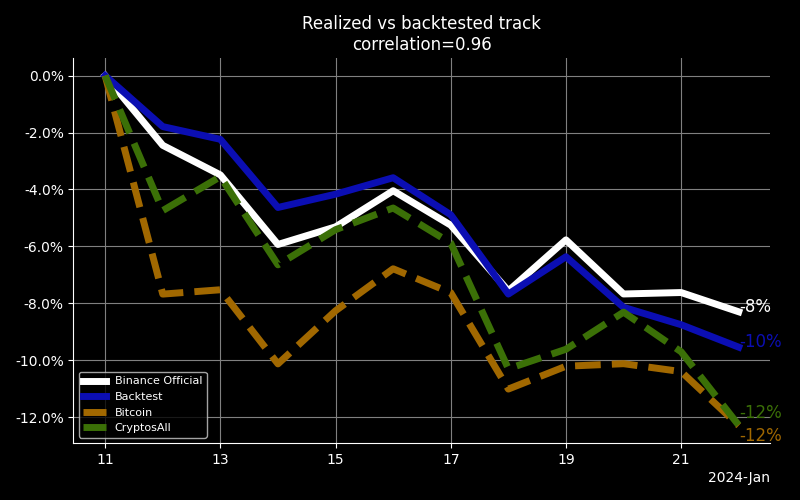 Realized vs backtested track
correlation=0.96
0.0%
-2.0%
-4.0%
-6.0%
-8.0%
-10.0%
-12.0%
-8%
-10%
-12%
-12%
Binance Official
Backtest
Bitcoin
CryptosAll
11 13 15 17 19 21
2024-Jan